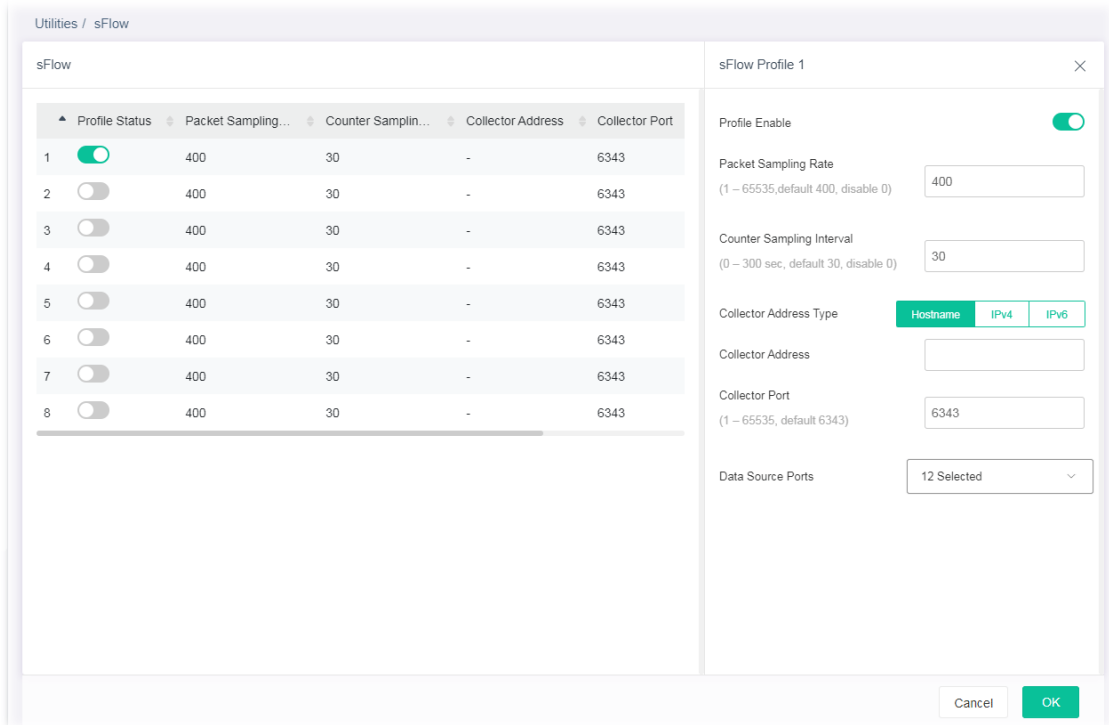 Utilities / sFlow
sFlow
Profile Status Packet Sampling... Counter Samplin... Collector Address Collector Port
1 400 30 - 6343
2 400 30 - 6343
3 400 30 - 6343
4 400 30 - 6343
5 400 30 - 6343
6 400 30 - 6343
7 400 30 - 6343
8 400 30 - 6343
sFlow Profile 1
Profile Enable
Packet Sampling Rate
(1 – 65535,default 400, disable 0)
400
Counter Sampling Interval
(0 – 300 sec, default 30, disable 0)
30
Collector Address Type Hostname IPv4 IPv6
Collector Address
Collector Port
(1 – 65535, default 6343)
6343
Data Source Ports 12 Selected
Cancel OK